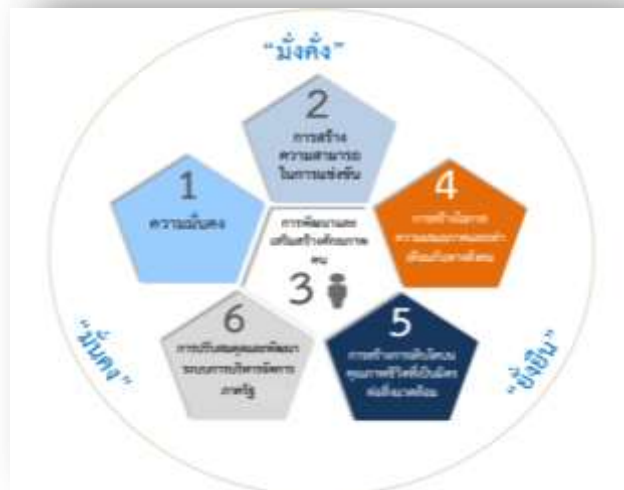 “มั่งคั่ง”
2
การสร้าง
ความสามารถ
ในการแข่งขัน
1
ความมั่นคง
4
การสร้างโอกาส
ความเสมอภาคและเท่า
เทียมกันทางสังคม
การพัฒนาและ
เสริมสร้างศักยภาพ
คน
3
6
การปรับสมดุลและพัฒนา
ระบบการบริหารจัดการ
ภาครัฐ
5
การสร้างการเติบโตบน
คุณภาพชีวิตที่เป็นมิตร
ต่อสิ่งแวดล้อม
“มั่นคง”
“ยั่งยืน”